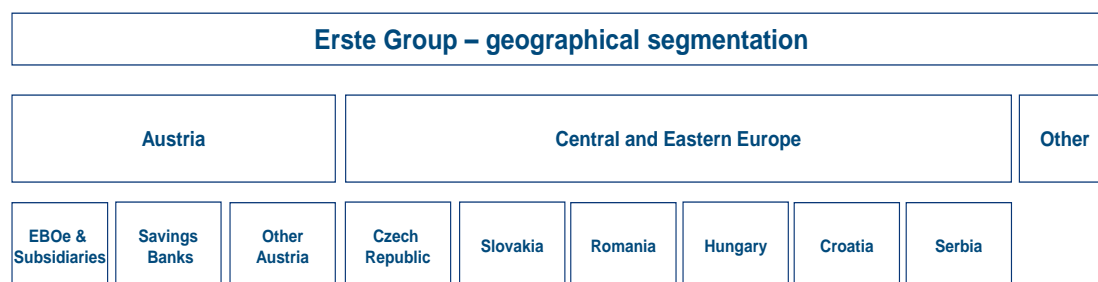 Erste Group – geographical segmentation
Austria
Central and Eastern Europe
Other
EBOe &
Subsidiaries
Savings
Banks
Other
Austria
Czech
Republic
Slovakia
Romania
Hungary
Croatia
Serbia